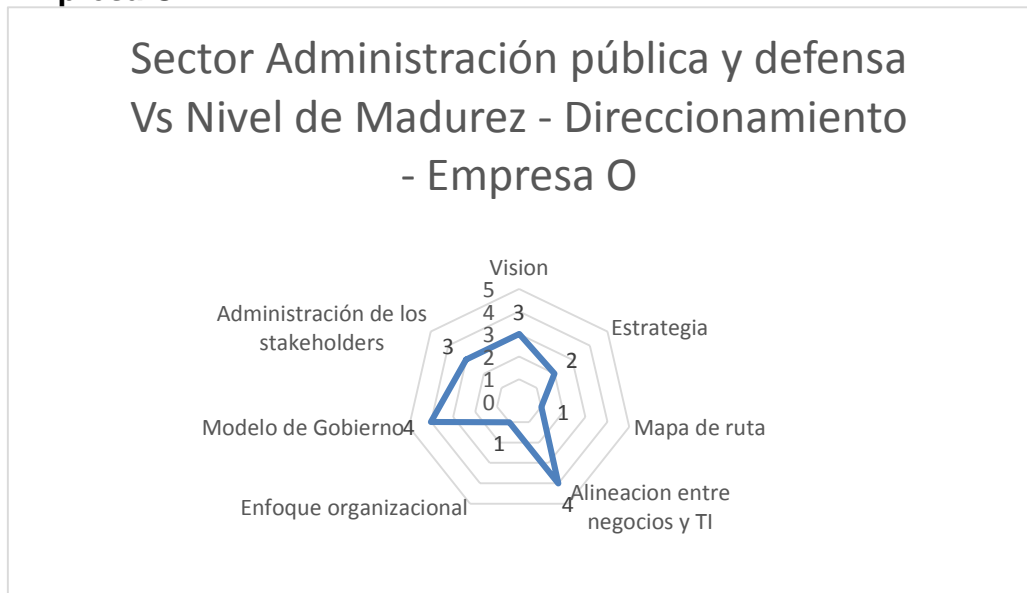 Sector Administración pública y defensa
Vs Nivel de Madurez - Direccionamiento
- Empresa O
Vision
5
4
3
2
1
0
3
Estrategia
2
Mapa de ruta
1
Alineacion entre
negocios y TI
4
Enfoque organizacional
1
Modelo de Gobierno
4
Administración de los
stakeholders
3